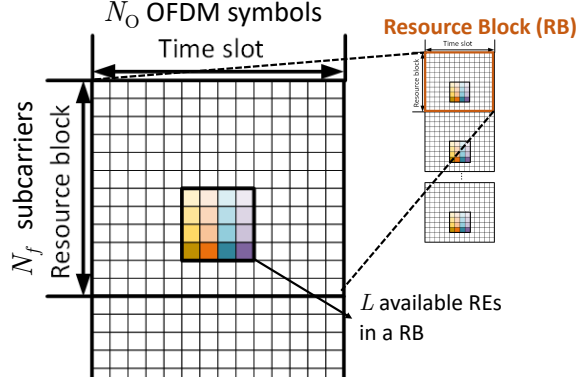 N_O OFDM symbols
Time slot
N_f subcarriers
Resource block
L available REs
in a RB
Resource Block (RB)
Time slot
Resource block
...